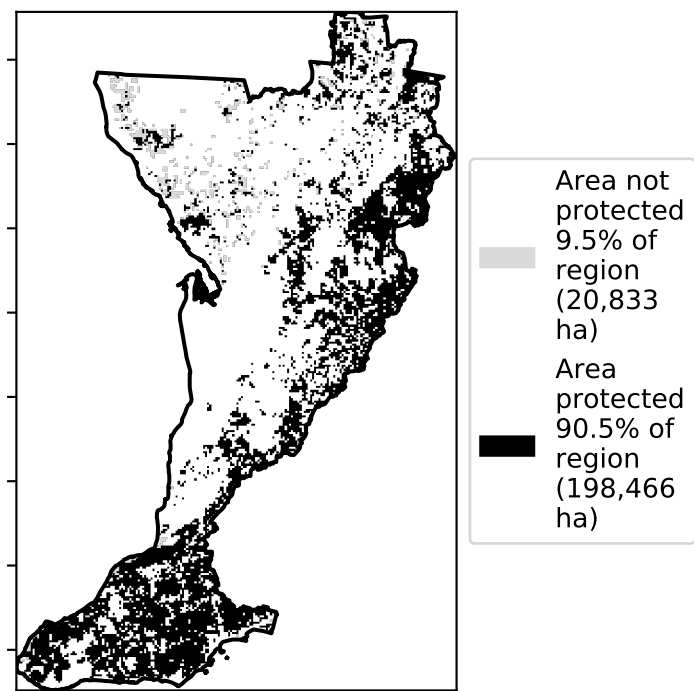 Area not
protected
9.5% of
region
(20,833
ha)
Area
protected
90.5% of
region
(198,466
ha)